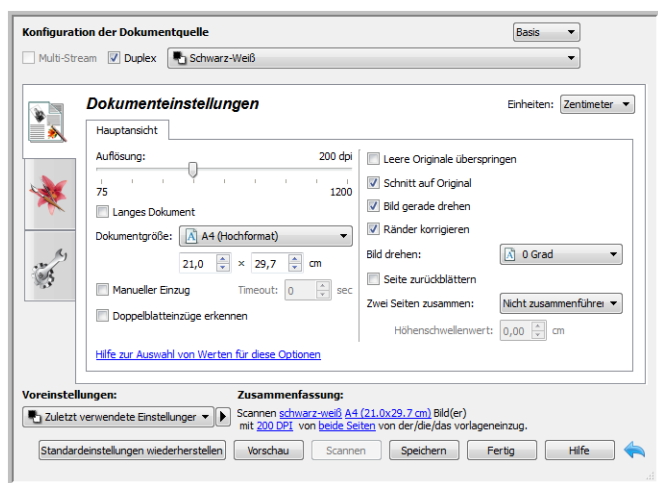 Konfiguration der Dokumentquelle
Basis
Multi-Stream
Duplex
Schwarz-Weiß
Dokumenteinstellungen
Einheiten: Zentimeter
Hauptansicht
Auflösung: 200 dpi
75 1200
Langes Dokument
Dokumentgröße: A4 (Hochformat)
21,0 × 29,7 cm
Manueller Einzug Timeout: 0 sec
Doppelblatteinzüge erkennen
Hilfe zur Auswahl von Werten für diese Optionen
Leere Originale überspringen
Schnitt auf Original
Bild gerade drehen
Ränder korrigieren
Bild drehen: 0 Grad
Seite zurückblättern
Zwei Seiten zusammen: Nicht zusammenführe
Höhenschwellenwert: 0,00 cm
Voreinstellungen:
Zuletzt verwendete Einstellunger
Zusammenfassung:
Scannen schwarz-weiß A4 (21.0x29.7 cm) Bild(er)
mit 200 DPI von beide Seiten von der/die/das vorlageneinzug.
Standardeinstellungen wiederherstellen
Vorschau
Scannen
Speichern
Fertig
Hilfe